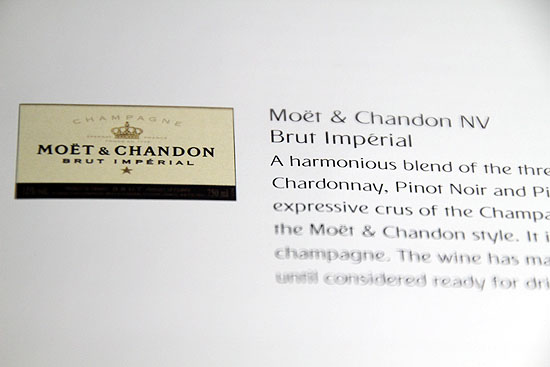 CHAMPAGNE
MOËT & CHANDON
BRUT IMPÉRIAL
Moët & Chandon NV
Brut Impérial
A harmonious blend of the thre
Chardonnay, Pinot Noir and Pi
expressive crus of the Champa
the Moët & Chandon style. It i
champagne. The wine has ma
until considered ready for dri